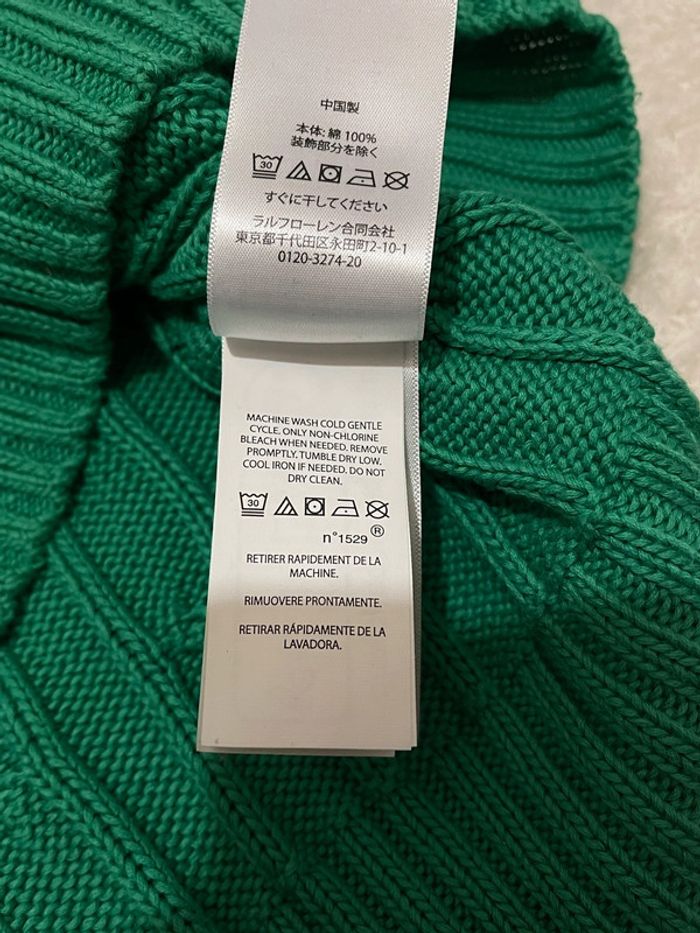 中国製
本体: 綿 100%
装飾部分を除く
30
すぐに干してください
ラルフローレン合同会社
東京都千代田区永田町2-10-1
0120-3274-20
MACHINE WASH COLD GENTLE
CYCLE, ONLY NON-CHLORINE
BLEACH WHEN NEEDED. REMOVE
PROMPTLY. TUMBLE DRY LOW.
COOL IRON IF NEEDED. DO NOT
DRY CLEAN.
30
n°1529 ®
RETIRER RAPIDEMENT DE LA
MACHINE.
RIMUOVERE PRONTAMENTE.
RETIRAR RÁPIDAMENTE DE LA
LAVADORA.